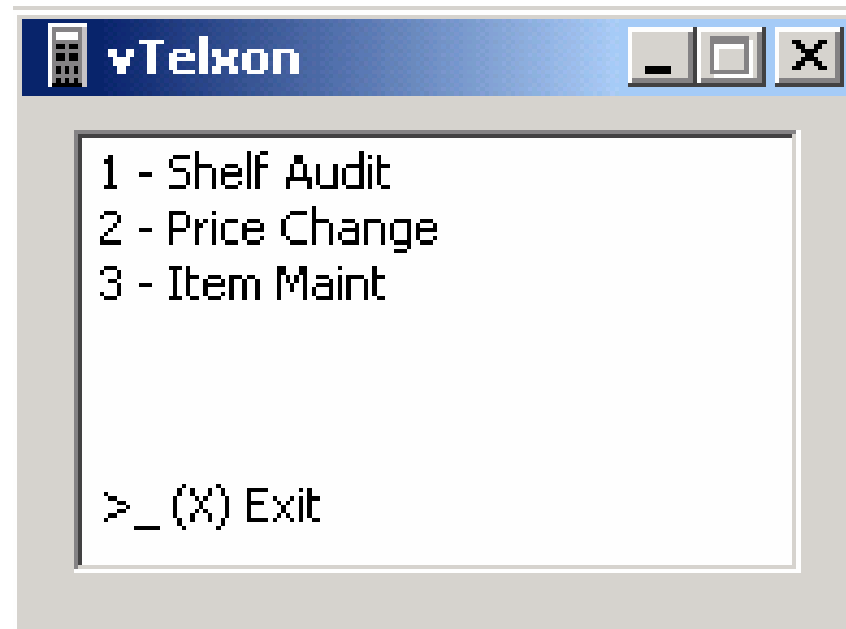 vTelxon
1 - Shelf Audit
2 - Price Change
3 - Item Maint
>_ (X) Exit